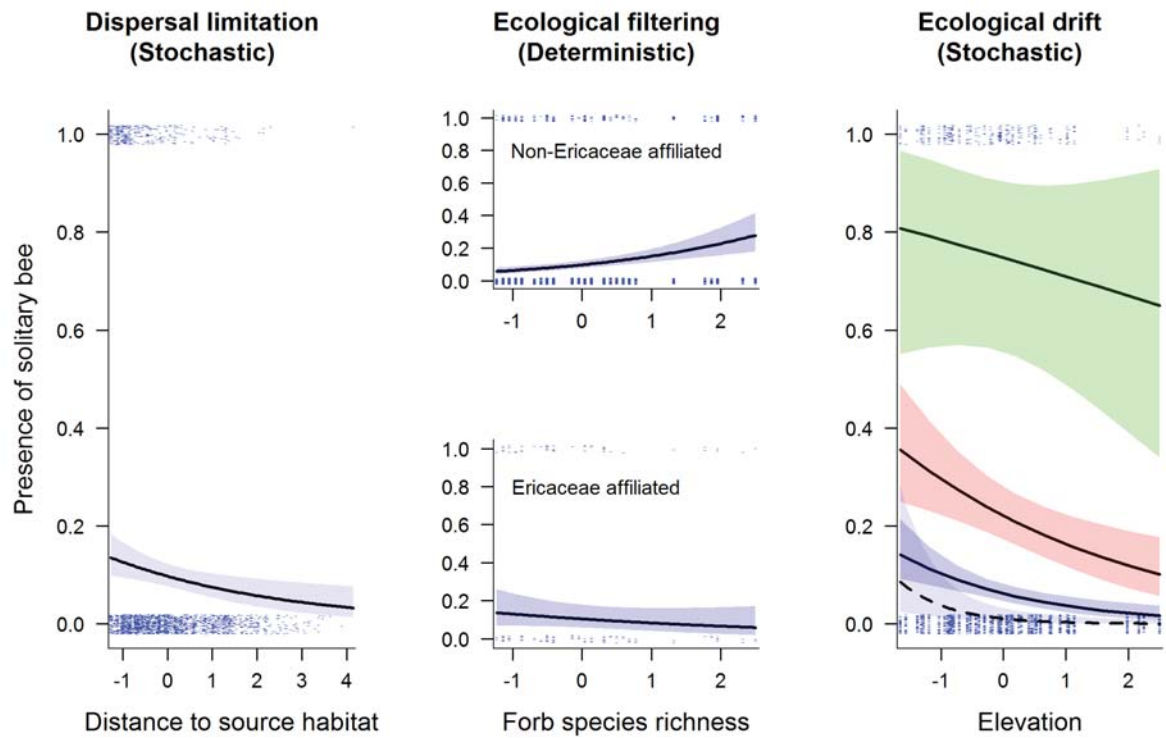 Dispersal limitation
(Stochastic)
Ecological filtering
(Deterministic)
Ecological drift
(Stochastic)
Presence of solitary bee
1.0
0.8
0.6
0.4
0.2
0.0
-1 0 1 2 3 4
Distance to source habitat
1.0
0.8
0.6
0.4
0.2
0.0
Non-Ericaceae affiliated
-1 0 1 2
1.0
0.8
0.6
0.4
0.2
0.0
Ericaceae affiliated
-1 0 1 2
Forb species richness
1.0
0.8
0.6
0.4
0.2
0.0
-1 0 1 2
Elevation